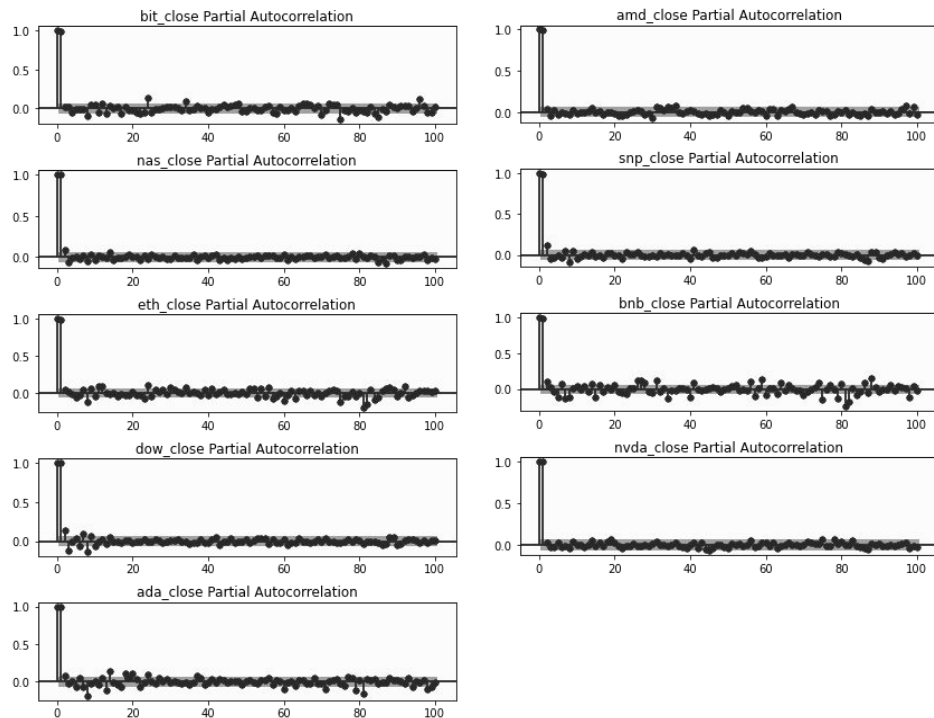 bit_close Partial Autocorrelation
1.0
0.5
0.0
0 20 40 60 80 100
amd_close Partial Autocorrelation
1.0
0.5
0.0
0 20 40 60 80 100
nas_close Partial Autocorrelation
1.0
0.5
0.0
0 20 40 60 80 100
snp_close Partial Autocorrelation
1.0
0.5
0.0
0 20 40 60 80 100
eth_close Partial Autocorrelation
1.0
0.5
0.0
0 20 40 60 80 100
bnb_close Partial Autocorrelation
1.0
0.5
0.0
0 20 40 60 80 100
dow_close Partial Autocorrelation
1.0
0.5
0.0
0 20 40 60 80 100
nvda_close Partial Autocorrelation
1.0
0.5
0.0
0 20 40 60 80 100
ada_close Partial Autocorrelation
1.0
0.5
0.0
0 20 40 60 80 100